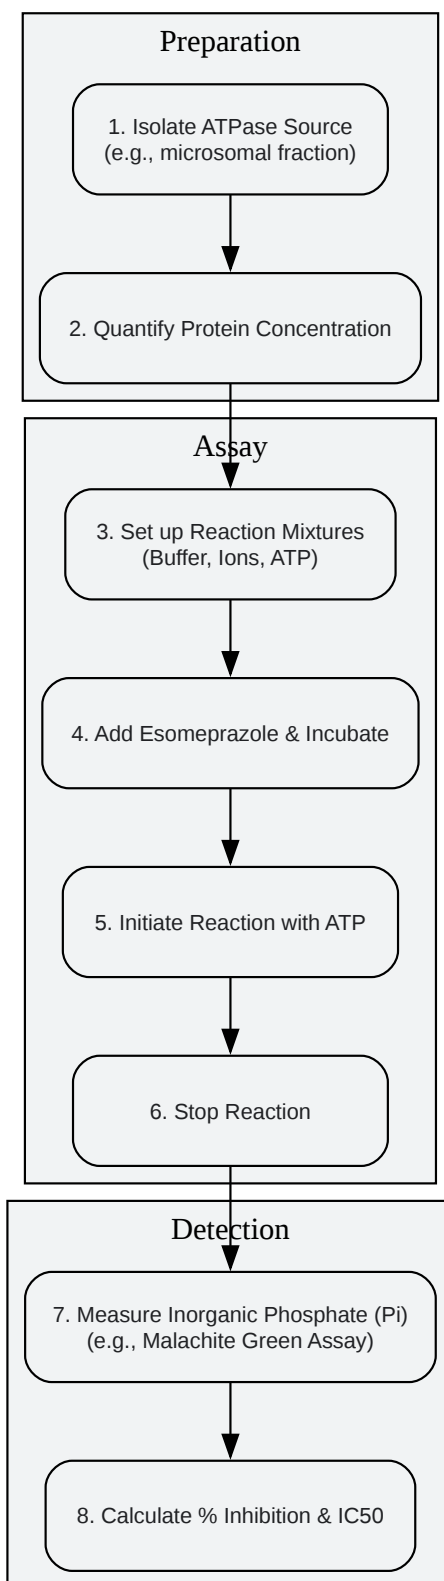 Preparation
1. Isolate ATPase Source
(e.g., microsomal fraction)
2. Quantify Protein Concentration
Assay
3. Set up Reaction Mixtures
(Buffer, Ions, ATP)
4. Add Esomeprazole & Incubate
5. Initiate Reaction with ATP
6. Stop Reaction
Detection
7. Measure Inorganic Phosphate (Pi)
(e.g., Malachite Green Assay)
8. Calculate % Inhibition & IC50